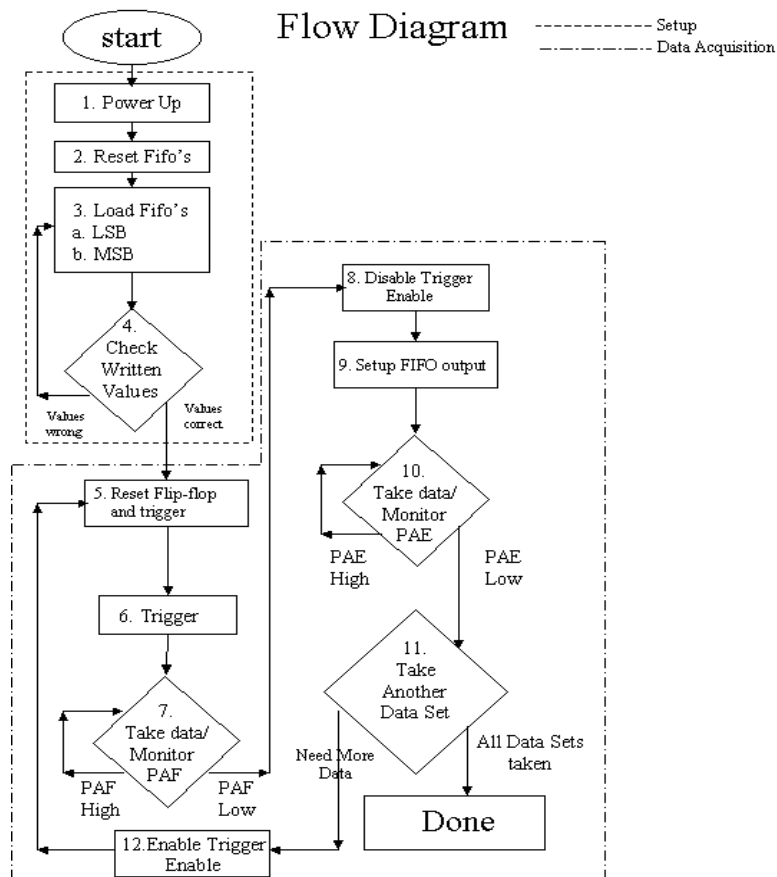 start
Flow Diagram
Setup
Data Acquisition
1. Power Up
2. Reset Fifo's
3. Load Fifo's
a. LSB
b. MSB
4.
Check
Written
Values
Values
wrong
Values
correct
5. Reset Flip-flop
and trigger
6. Trigger
7.
Take data/
Monitor
PAF
PAF
High
PAF
Low
8. Disable Trigger
Enable
9. Setup FIFO output
10.
Take data/
Monitor
PAE
PAE
High
PAE
Low
11.
Take
Another
Data Set
Need More
Data
All Data Sets
taken
Done
12.Enable Trigger
Enable